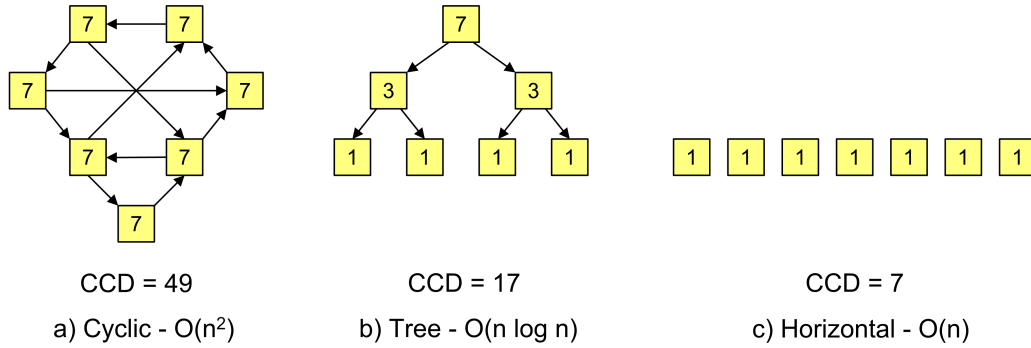 7 7 7
7 7 3 3
7 7 1 1 1 1 1 1 1 1 1 1 1
7
CCD = 49 CCD = 17 CCD = 7
a) Cyclic - O(n²) b) Tree - O(n log n) c) Horizontal - O(n)